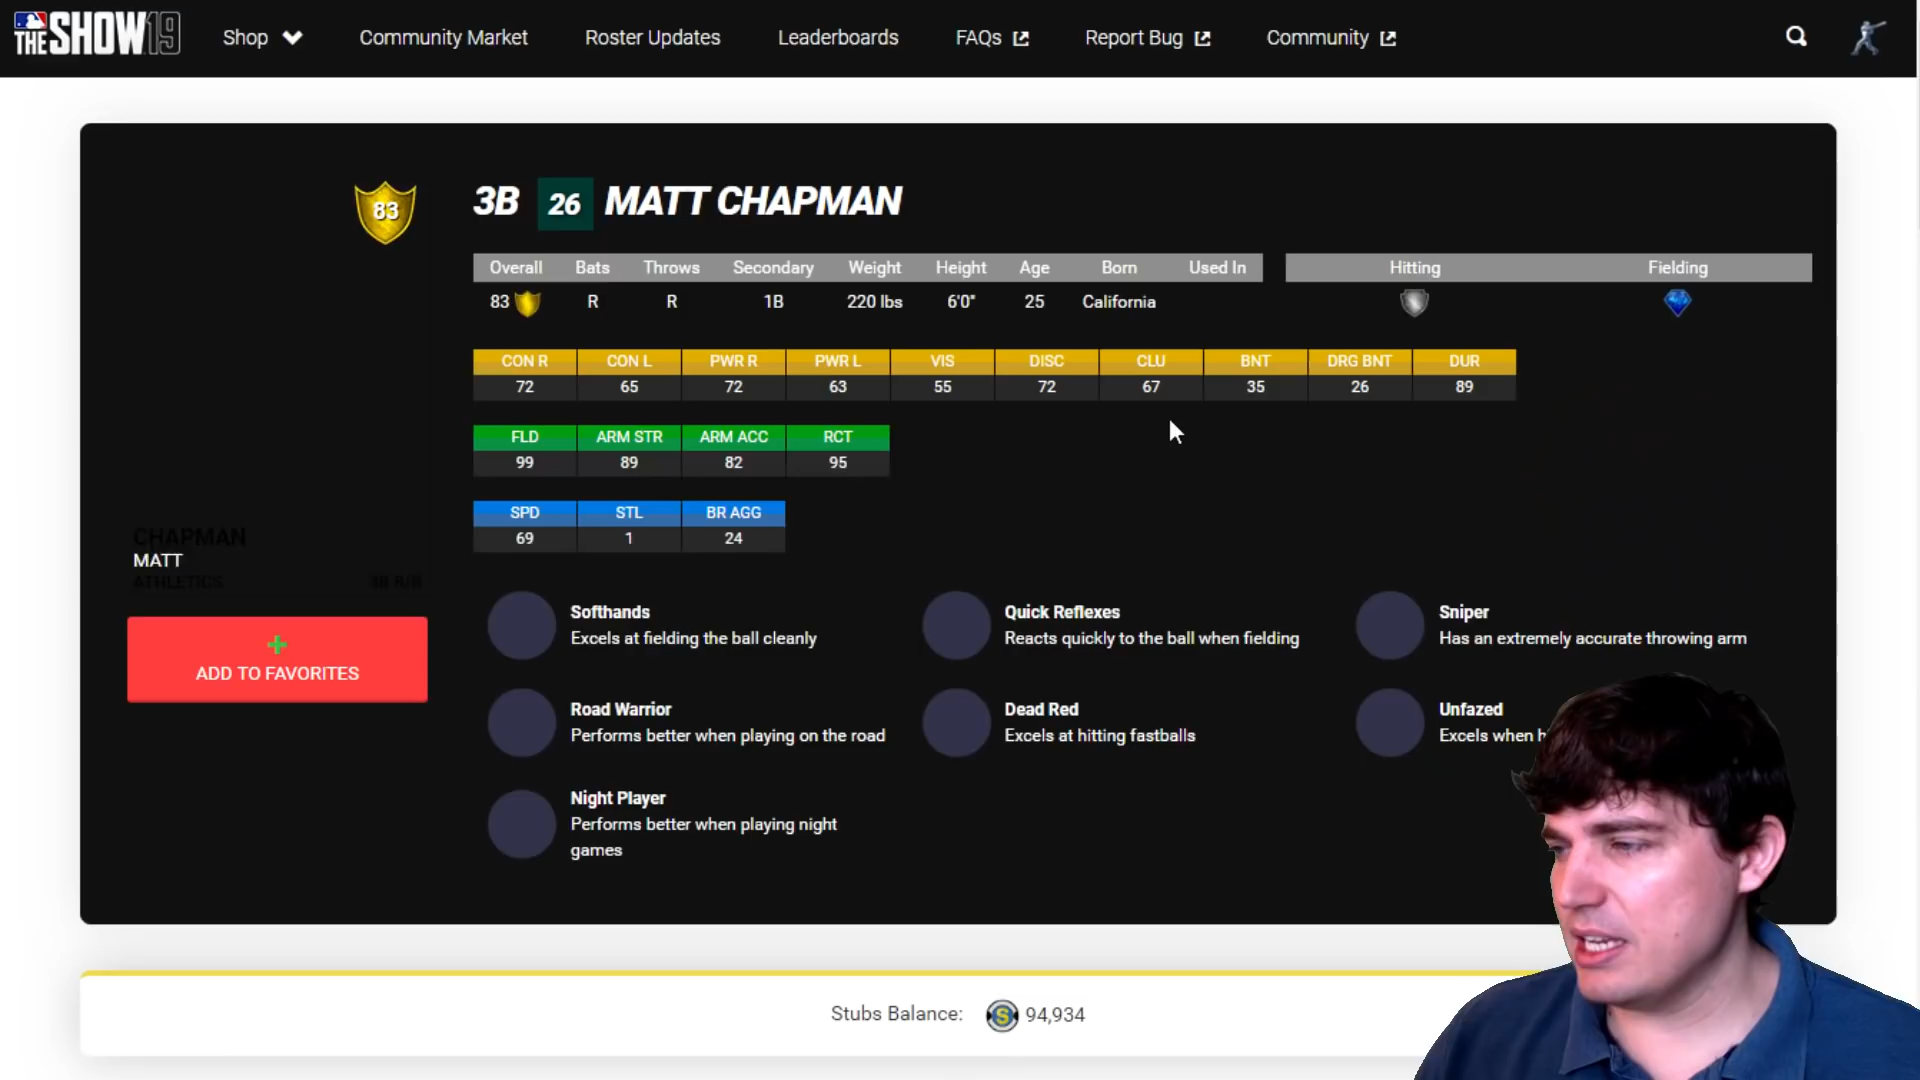 THE SHOW 19 Shop Community Market Roster Updates Leaderboards FAQs Report Bug Community
83
3B 26 MATT CHAPMAN
Overall Bats Throws Secondary Weight Height Age Born Used In Hitting Fielding
83 R R 1B 220 lbs 6'0" 25 California
CON R CON L PWR R PWR L VIS DISC CLU BNT DRG BNT DUR
72 65 72 63 55 72 67 35 26 89
FLD ARM STR ARM ACC RCT
99 89 82 95
SPD STL BR AGG
69 1 24
CHAPMAN
MATT
ATHLETICS 3B R/R
+
ADD TO FAVORITES
Softhands
Excels at fielding the ball cleanly
Quick Reflexes
Reacts quickly to the ball when fielding
Sniper
Has an extremely accurate throwing arm
Road Warrior
Performs better when playing on the road
Dead Red
Excels at hitting fastballs
Unfazed
Excels when
Night Player
Performs better when playing night
games
Stubs Balance: S 94,934